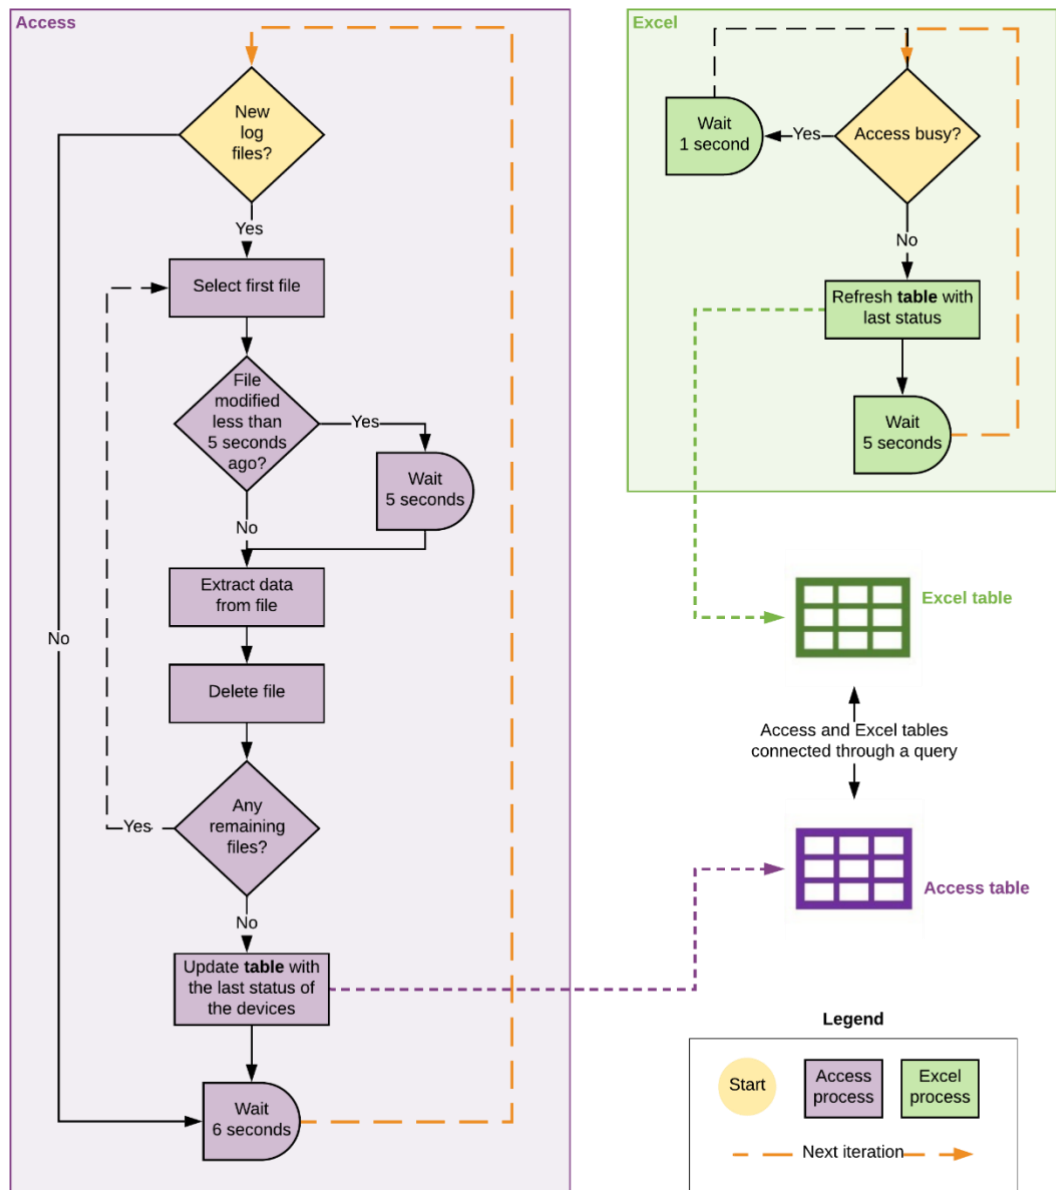 Access
New
log
files?
Yes
Select first file
File
modified
less than
5 seconds
ago?
Yes
Wait
5 seconds
No
Extract data
from file
No
Delete file
Any
remaining
files?
Yes
No
Update table with
the last status of
the devices
Wait
6 seconds
Excel
Access busy?
Yes
Wait
1 second
No
Refresh table with
last status
Wait
5 seconds
Excel table
Access and Excel tables
connected through a query
Access table
Legend
Start
Access
process
Excel
process
Next iteration